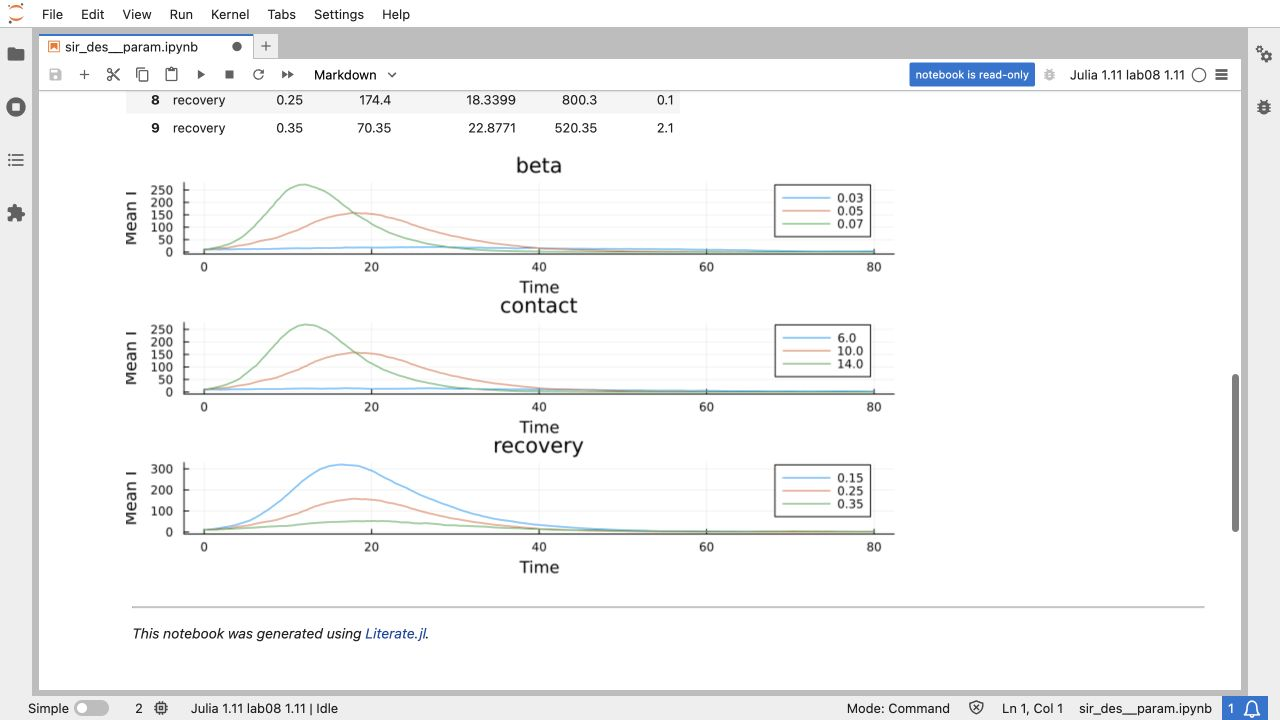 File Edit View Run Kernel Tabs Settings Help
sir_des__param.ipynb
Markdown notebook is read-only Julia 1.11 lab08 1.11
8 recovery 0.25 174.4 18.3399 800.3 0.1
9 recovery 0.35 70.35 22.8771 520.35 2.1
beta
Mean I
250
200
150
100
50
0
0.03
0.05
0.07
0 20 40 60 80
Time
contact
Mean I
250
200
150
100
50
0
6.0
10.0
14.0
0 20 40 60 80
Time
recovery
Mean I
300
200
100
0
0.15
0.25
0.35
0 20 40 60 80
Time
This notebook was generated using Literate.jl.
Simple 2 Julia 1.11 lab08 1.11 | Idle Mode: Command Ln 1, Col 1 sir_des__param.ipynb 1